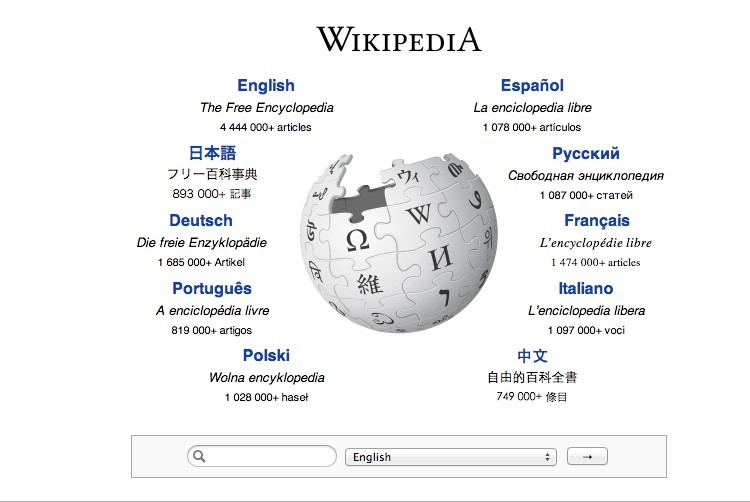 WIKIPEDIA
English
The Free Encyclopedia
4 444 000+ articles
Español
La enciclopedia libre
1 078 000+ artículos
日本語
フリー百科事典
893 000+ 記事
Русский
Свободная энциклопедия
1 087 000+ статей
Deutsch
Die freie Enzyklopädie
1 685 000+ Artikel
Français
L'encyclopédie libre
1 474 000+ articles
Português
A enciclopédia livre
819 000+ artigos
Italiano
L'enciclopedia libera
1 097 000+ voci
Polski
Wolna encyklopedia
1 028 000+ haseł
中文
自由的百科全書
749 000+ 條目
ウィ
W
Ω
И
維
English
→